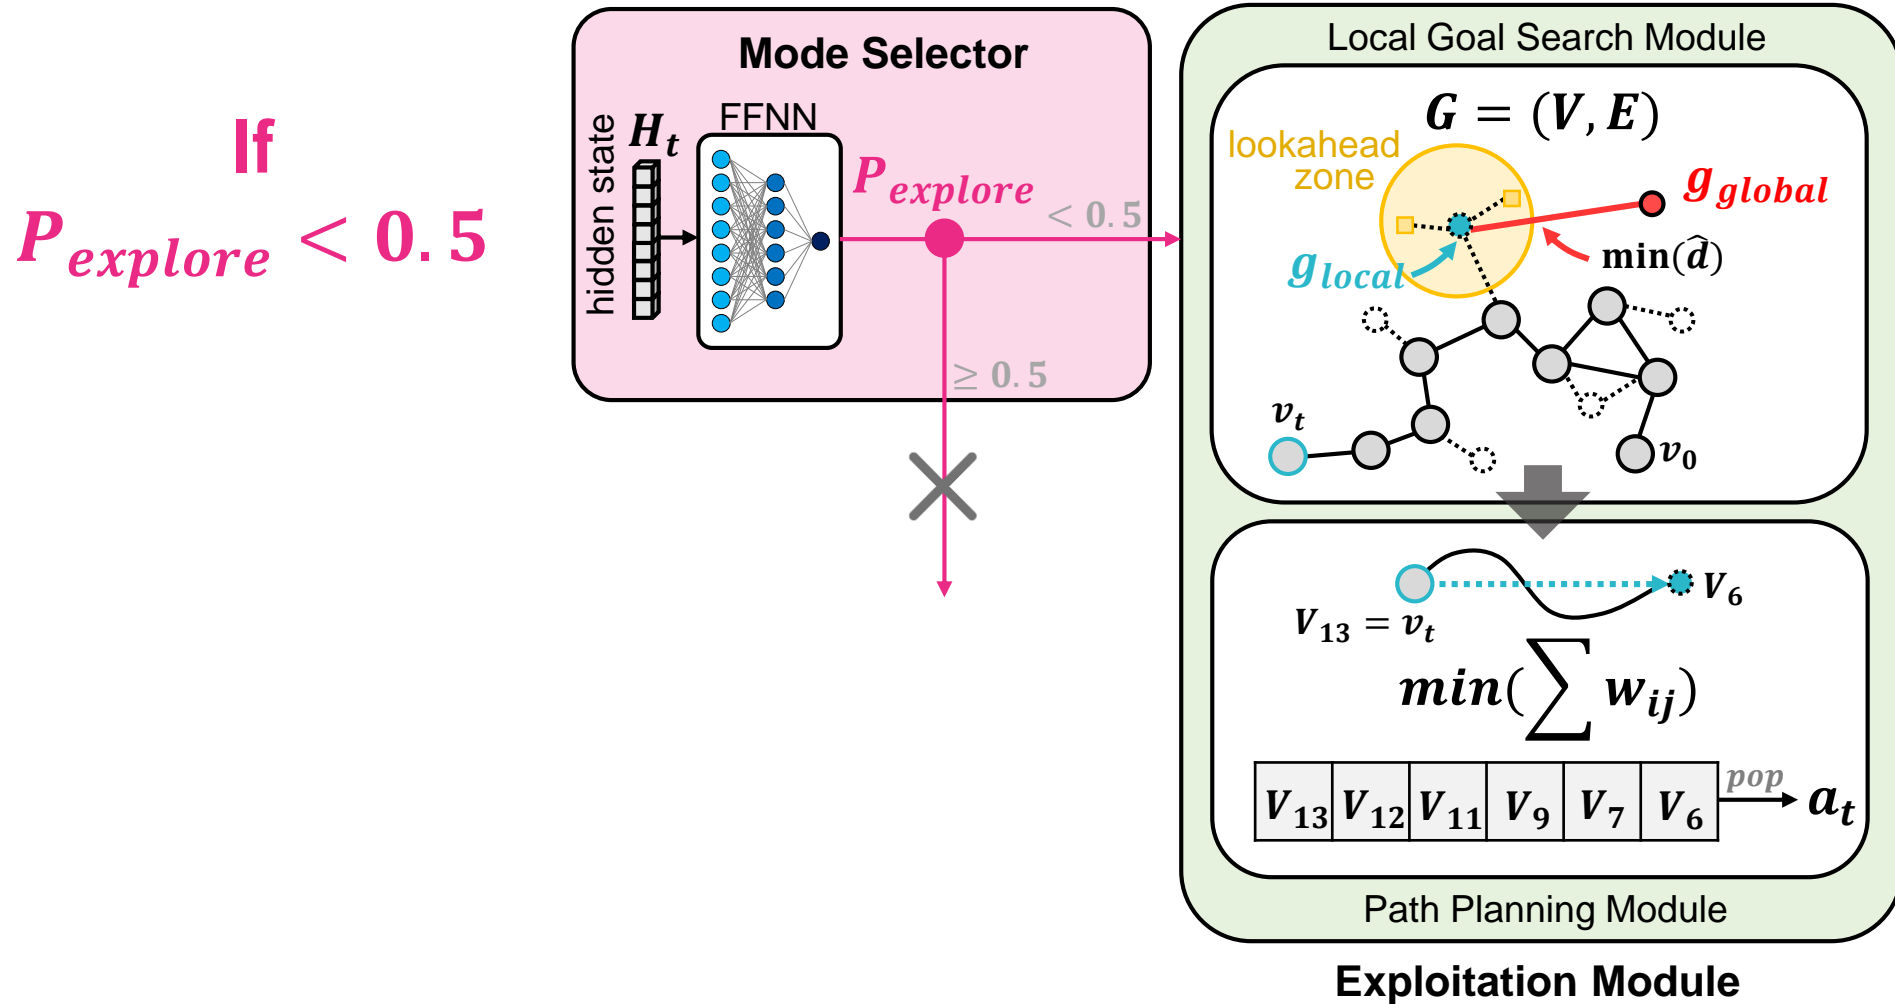 If
P_explore < 0.5
Mode Selector
hidden state
H_t
FFNN
P_explore
< 0.5
≥ 0.5
Local Goal Search Module
G = (V, E)
lookahead
zone
g_global
g_local
min(d̂)
v_t
v_0
V_13 = v_t
V_6
min(∑ w_ij)
V_13 V_12 V_11 V_9 V_7 V_6
pop
a_t
Path Planning Module
Exploitation Module